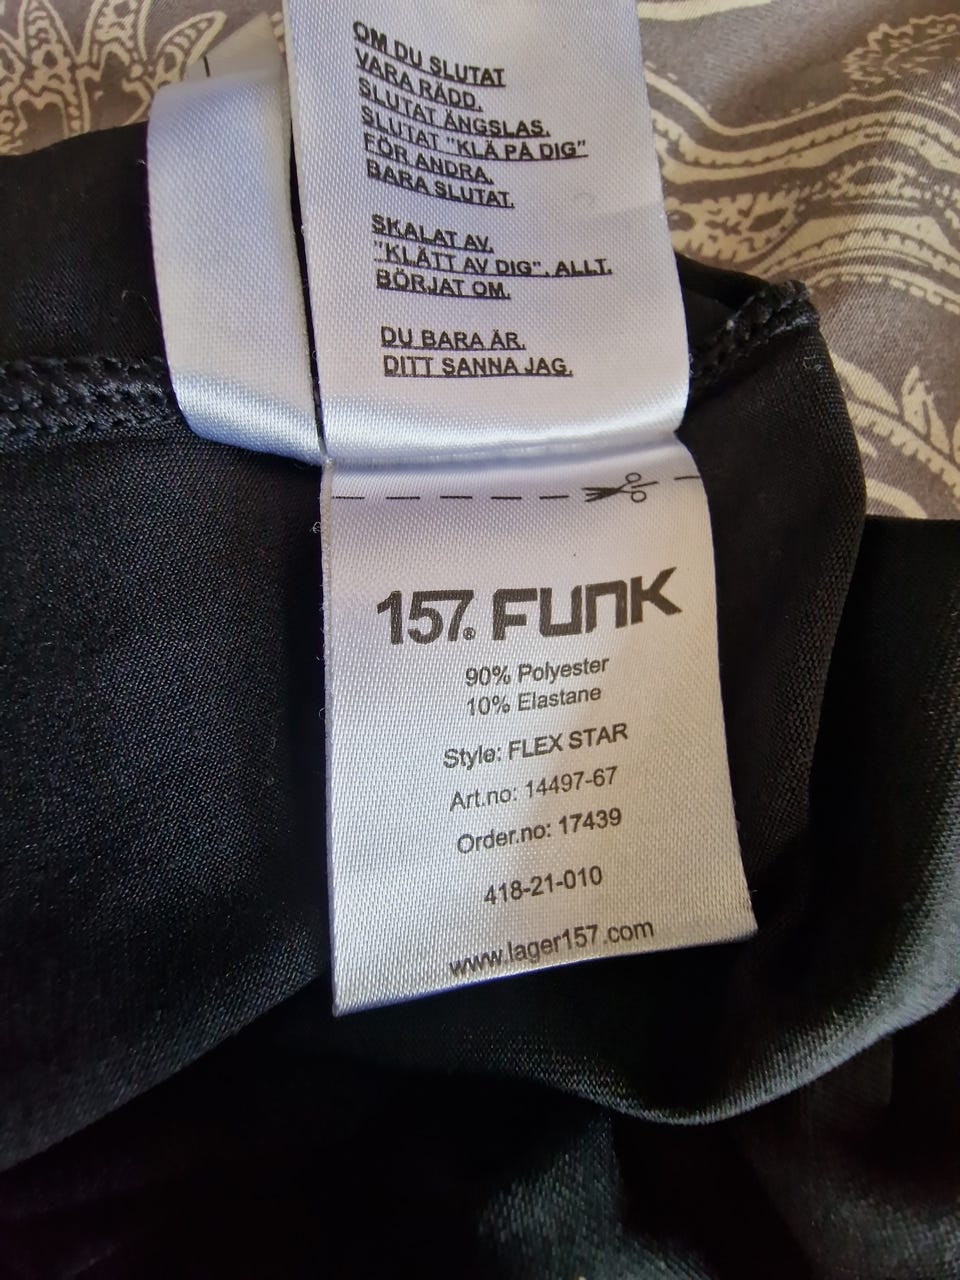 OM DU SLUTAT
VARA RÄDD.
SLUTAT ÄNGSLAS.
SLUTAT "KLÄ PÅ DIG"
FÖR ANDRA.
BARA SLUTAT.
SKALAT AV.
"KLÄTT AV DIG". ALLT.
BÖRJAT OM.
DU BARA ÄR.
DITT SANNA JAG.
157. FUNK
90% Polyester
10% Elastane
Style: FLEX STAR
Art.no: 14497-67
Order.no: 17439
418-21-010
www.lager157.com